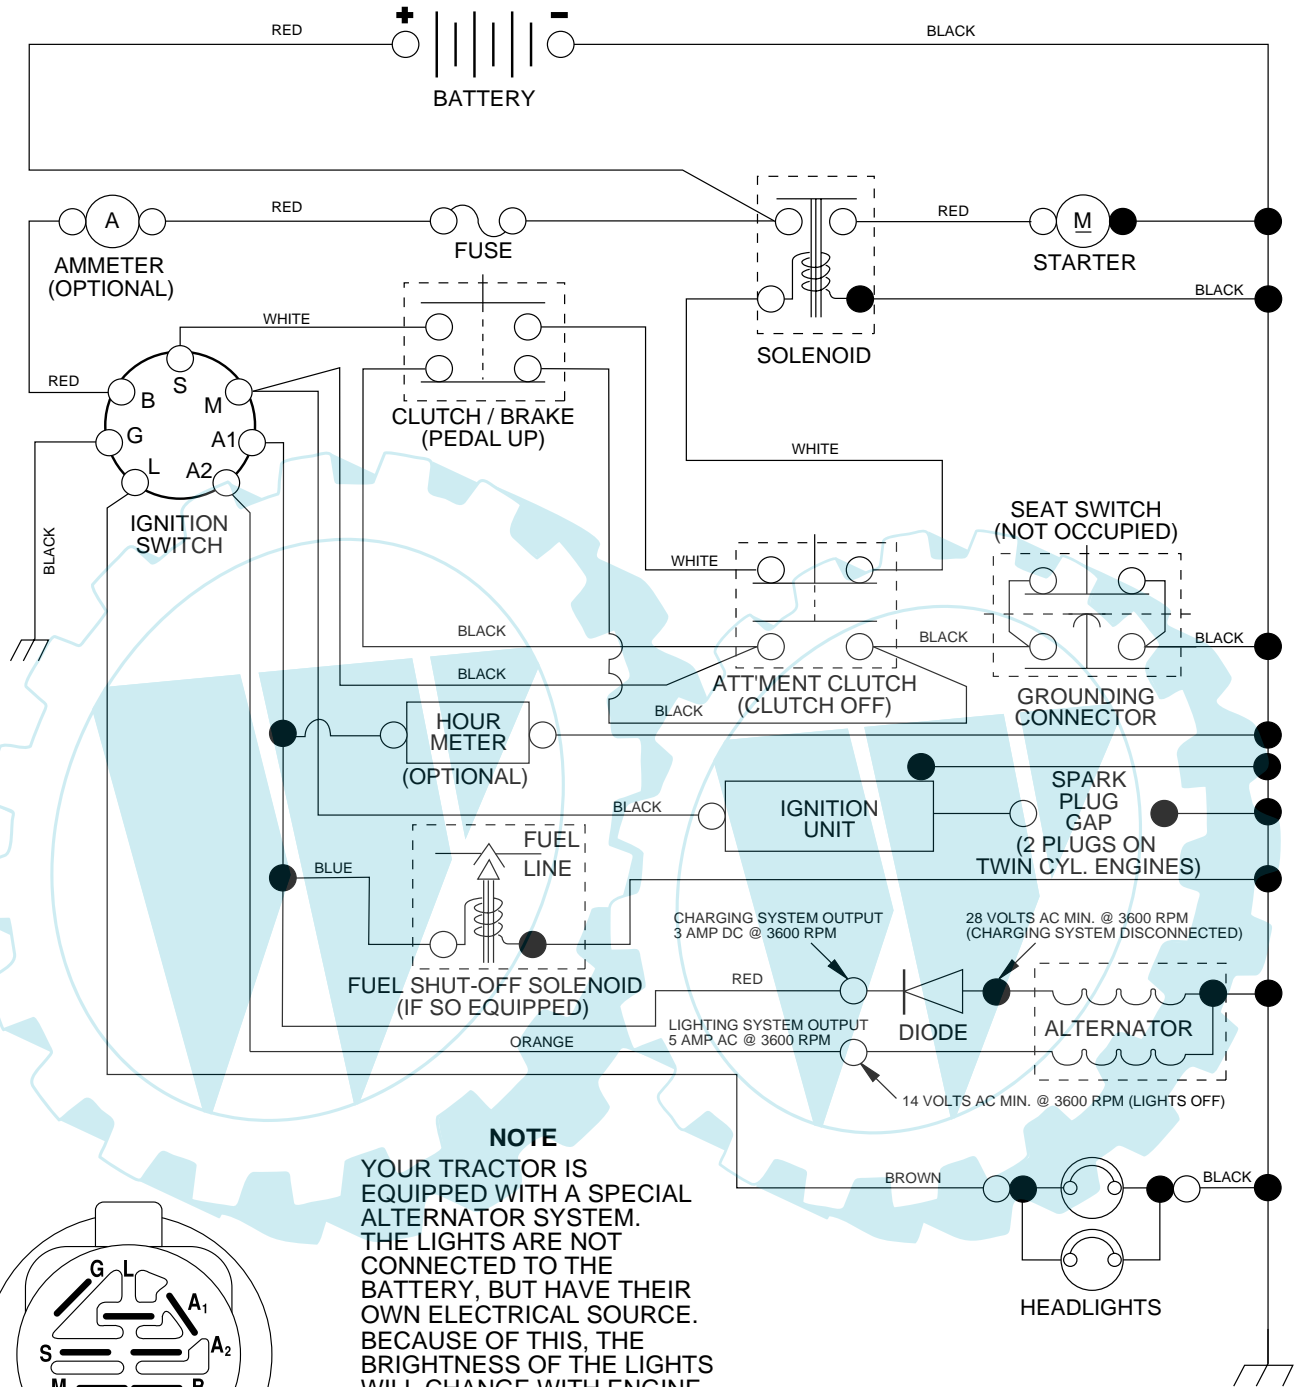 RED
+
−
BLACK
BATTERY
A
RED
FUSE
AMMETER
(OPTIONAL)
RED
M
STARTER
BLACK
SOLENOID
WHITE
RED
S
B
M
G
A1
L
A2
IGNITION
SWITCH
BLACK
CLUTCH / BRAKE
(PEDAL UP)
WHITE
WHITE
SEAT SWITCH
(NOT OCCUPIED)
BLACK
BLACK
BLACK
BLACK
ATT'MENT CLUTCH
(CLUTCH OFF)
BLACK
GROUNDING
CONNECTOR
HOUR
METER
(OPTIONAL)
BLACK
IGNITION
UNIT
SPARK
PLUG
GAP
(2 PLUGS ON
TWIN CYL. ENGINES)
FUEL
LINE
BLUE
FUEL SHUT-OFF SOLENOID
(IF SO EQUIPPED)
CHARGING SYSTEM OUTPUT
3 AMP DC @ 3600 RPM
28 VOLTS AC MIN. @ 3600 RPM
(CHARGING SYSTEM DISCONNECTED)
RED
DIODE
ALTERNATOR
LIGHTING SYSTEM OUTPUT
5 AMP AC @ 3600 RPM
ORANGE
14 VOLTS AC MIN. @ 3600 RPM (LIGHTS OFF)
BROWN
BLACK
HEADLIGHTS
NOTE
YOUR TRACTOR IS
EQUIPPED WITH A SPECIAL
ALTERNATOR SYSTEM.
THE LIGHTS ARE NOT
CONNECTED TO THE
BATTERY, BUT HAVE THEIR
OWN ELECTRICAL SOURCE.
BECAUSE OF THIS, THE
BRIGHTNESS OF THE LIGHTS
WILL CHANGE WITH ENGINE
G
L
A1
A2
S
M
B